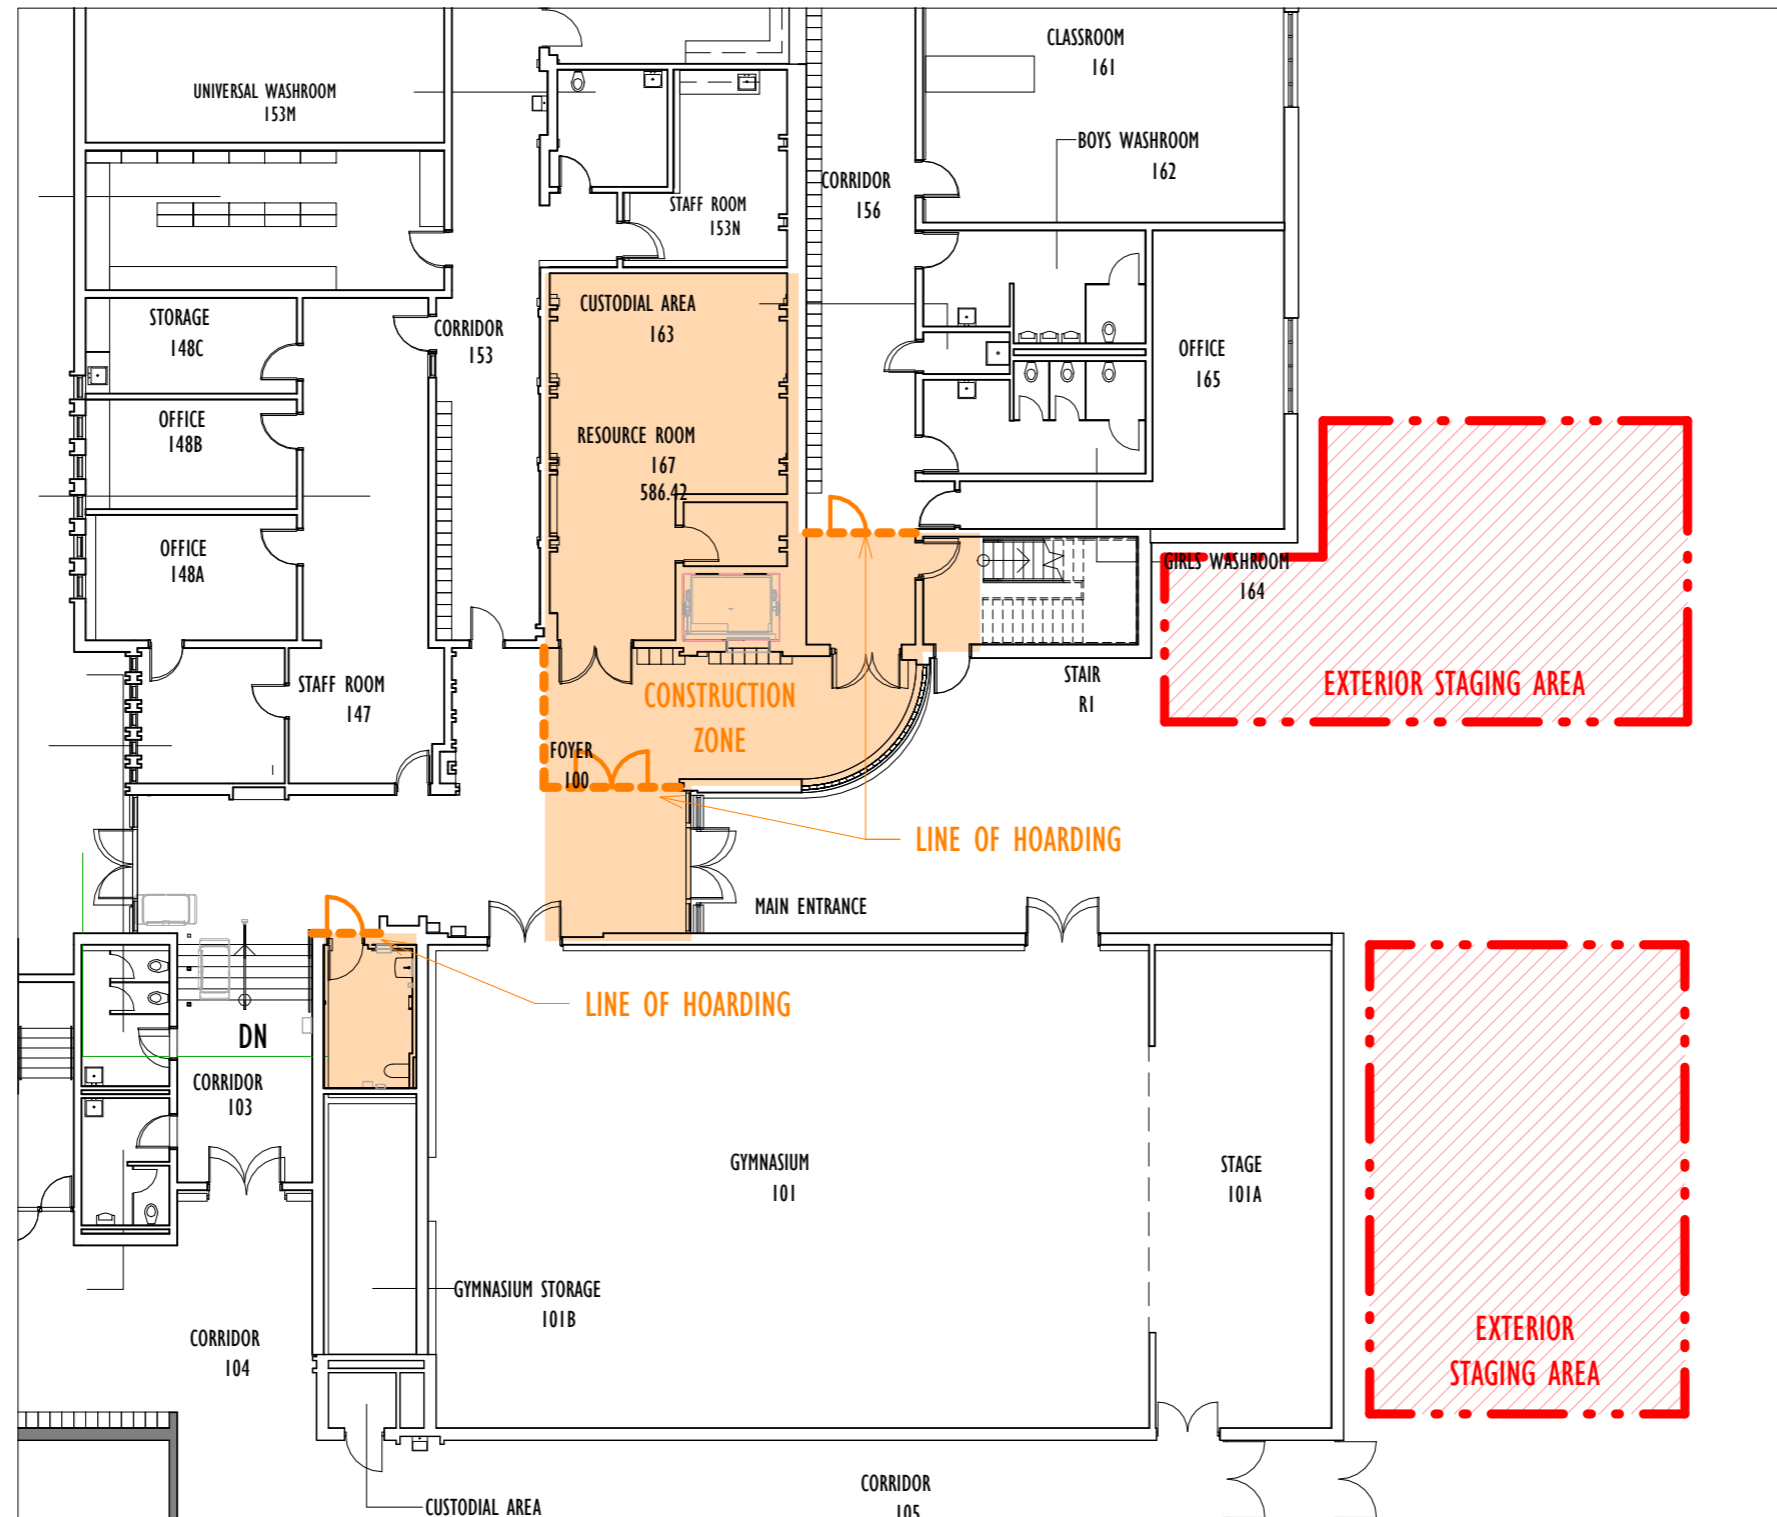 CLASSROOM
161
UNIVERSAL WASHROOM
153M
BOYS WASHROOM
162
CORRIDOR
156
STAFF ROOM
153N
CUSTODIAL AREA
163
STORAGE
148C
CORRIDOR
153
OFFICE
165
OFFICE
148B
RESOURCE ROOM
167
586.42
OFFICE
148A
GIRLS WASHROOM
164
STAIR
R1
EXTERIOR STAGING AREA
STAFF ROOM
147
CONSTRUCTION
ZONE
FOYER
100
LINE OF HOARDING
MAIN ENTRANCE
LINE OF HOARDING
DN
CORRIDOR
103
GYMNASIUM
101
STAGE
101A
GYMNASIUM STORAGE
101B
CORRIDOR
104
EXTERIOR
STAGING AREA
CORRIDOR
105
CUSTODIAL AREA